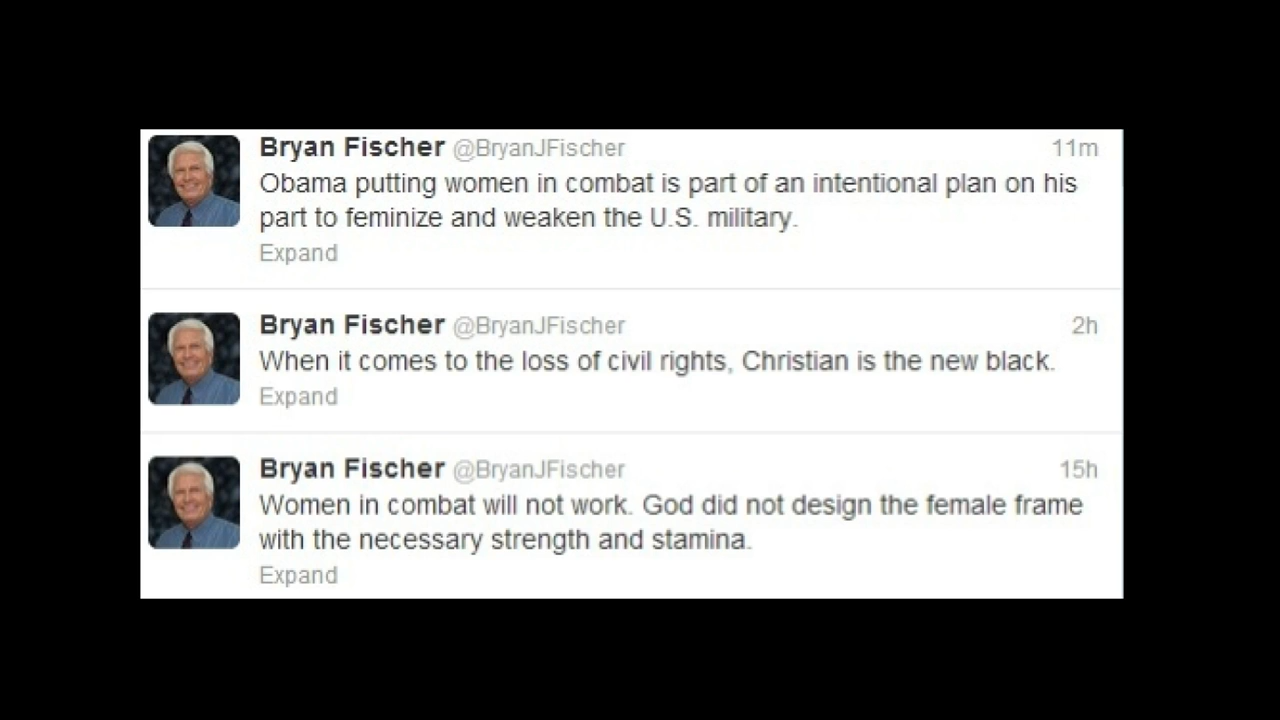 Bryan Fischer @BryanJFischer 11m
Obama putting women in combat is part of an intentional plan on his
part to feminize and weaken the U.S. military.
Expand
Bryan Fischer @BryanJFischer 2h
When it comes to the loss of civil rights, Christian is the new black.
Expand
Bryan Fischer @BryanJFischer 15h
Women in combat will not work. God did not design the female frame
with the necessary strength and stamina.
Expand